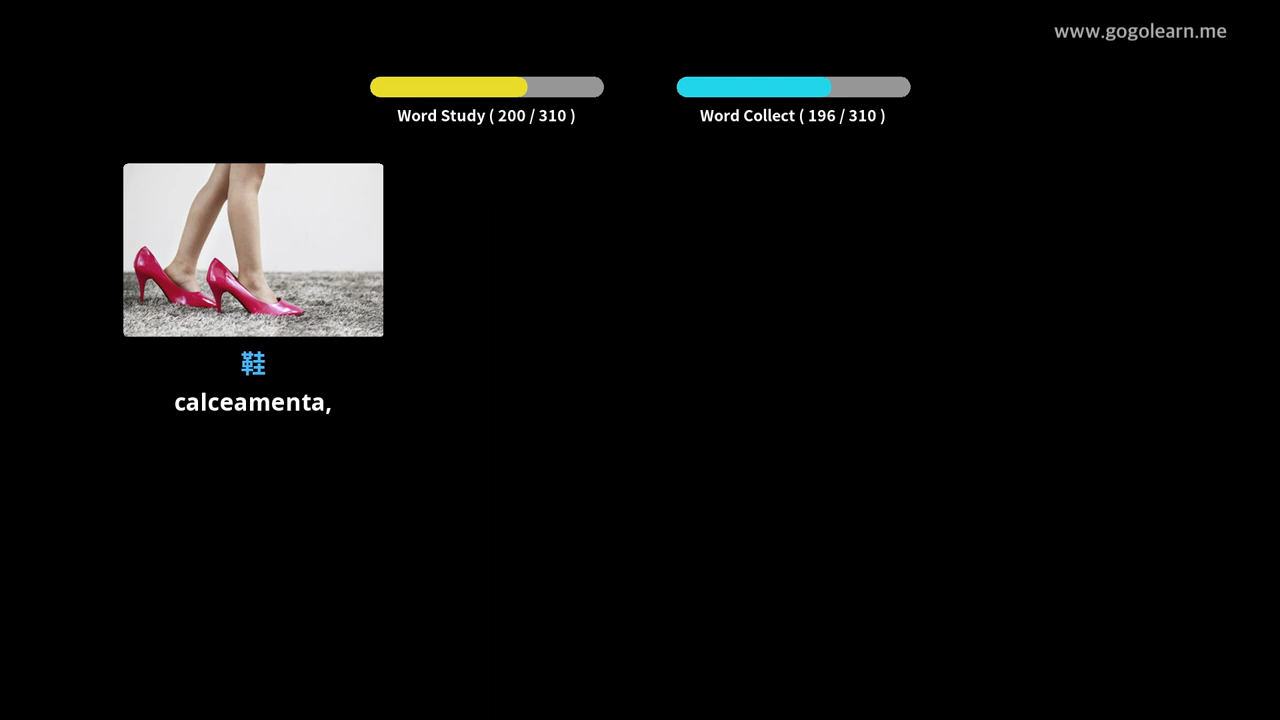 www.gogolearn.me
Word Study ( 200 / 310 )
Word Collect ( 196 / 310 )
鞋
calceamenta,